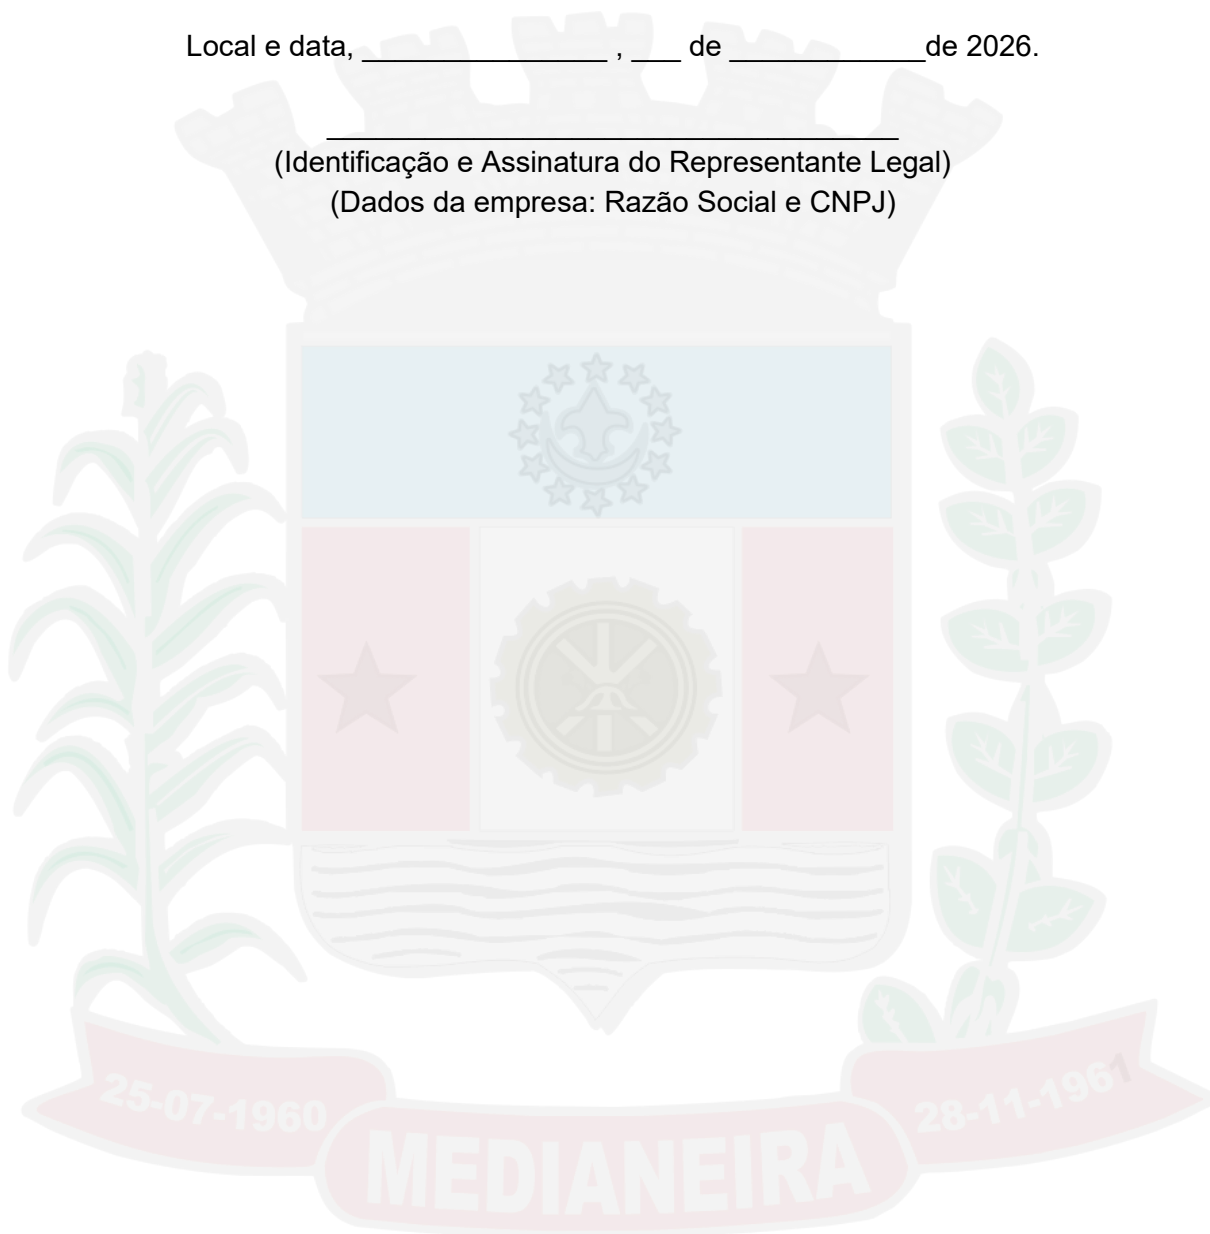 Local e data, _______________ , ___ de ____________de 2026.
___________________________________
(Identificação e Assinatura do Representante Legal)
(Dados da empresa: Razão Social e CNPJ)
25-07-1960
28-11-1961
MEDIANEIRA